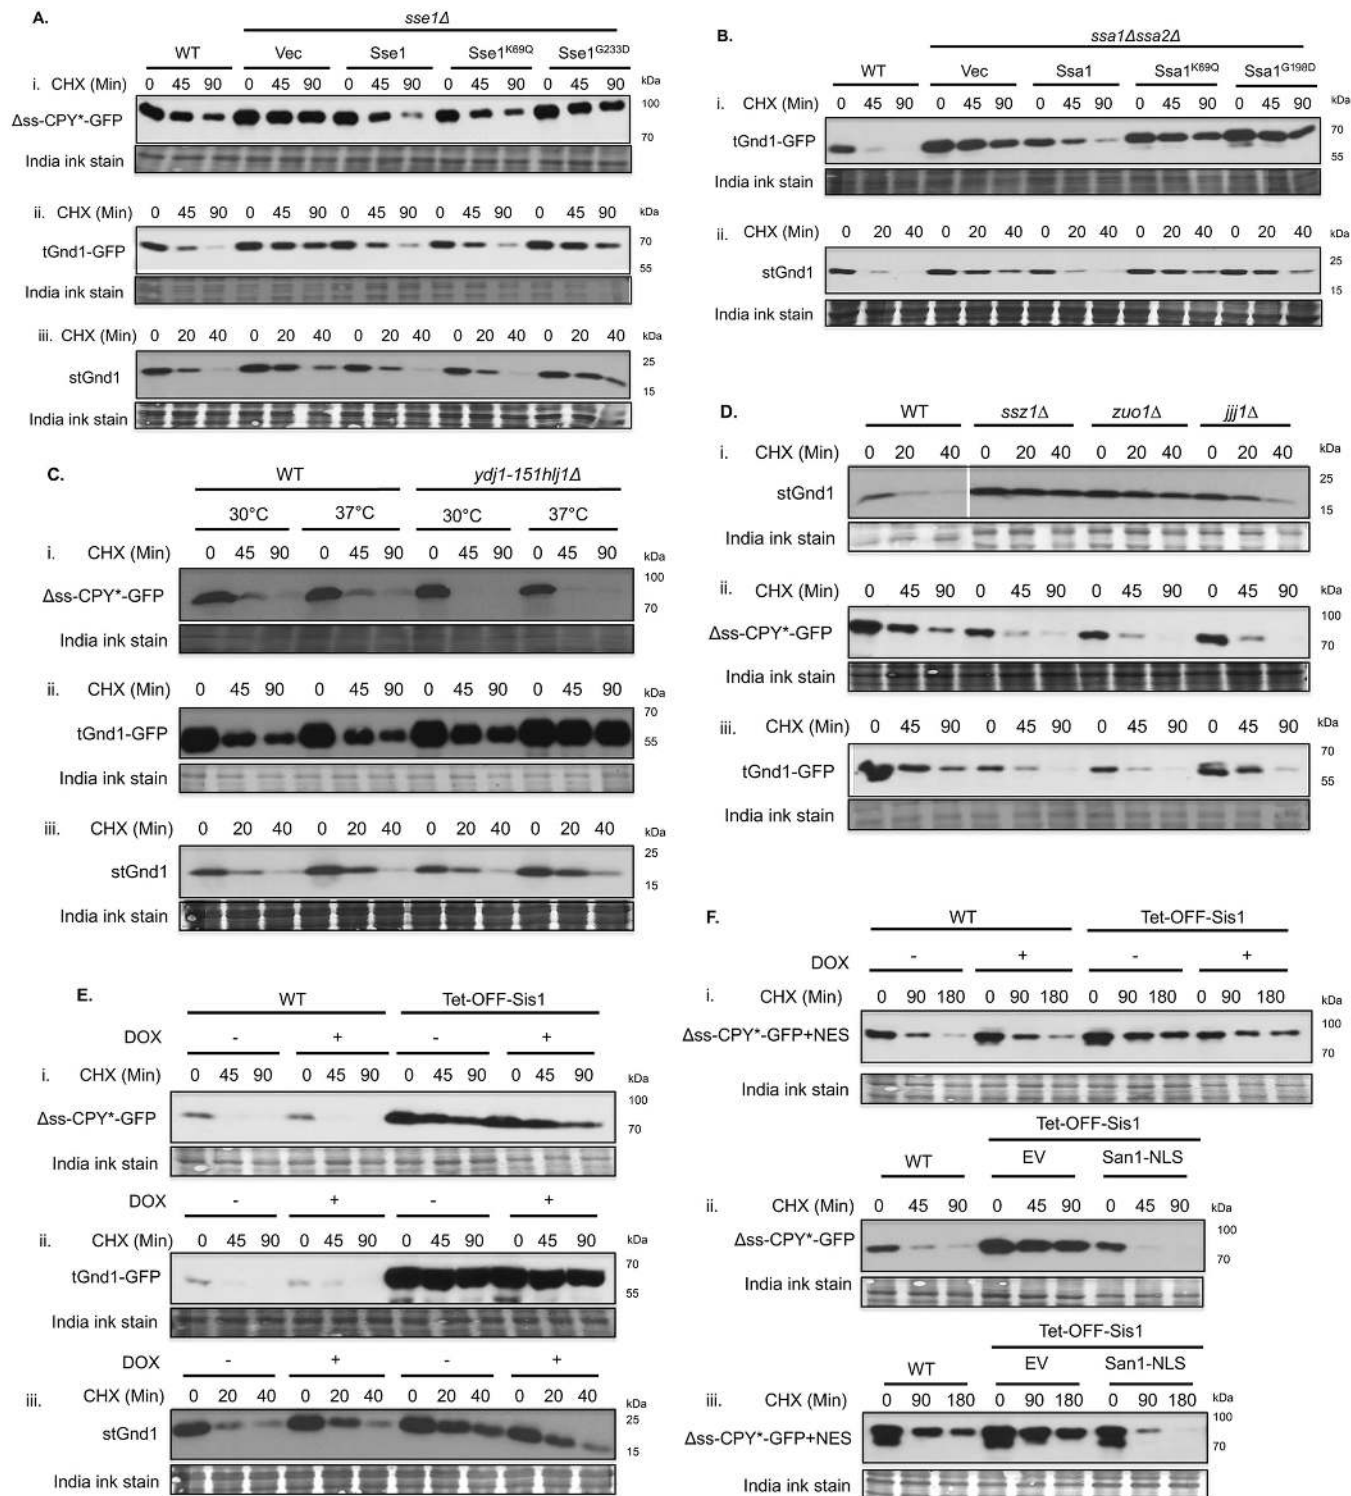 A.
sse1Δ
WT Vec Sse1 Sse1K69Q Sse1G233D
i. CHX (Min) 0 45 90 0 45 90 0 45 90 0 45 90 0 45 90 kDa
Δss-CPY*-GFP 100
70
India ink stain
ii. CHX (Min) 0 45 90 0 45 90 0 45 90 0 45 90 0 45 90 kDa
tGnd1-GFP 70
55
India ink stain
iii. CHX (Min) 0 20 40 0 20 40 0 20 40 0 20 40 0 20 40 kDa
stGnd1 25
15
India ink stain
B.
ssa1Δssa2Δ
WT Vec Ssa1 Ssa1K69Q Ssa1G198D
i. CHX (Min) 0 45 90 0 45 90 0 45 90 0 45 90 0 45 90 kDa
tGnd1-GFP 70
55
India ink stain
ii. CHX (Min) 0 20 40 0 20 40 0 20 40 0 20 40 0 20 40 kDa
stGnd1 25
15
India ink stain
C.
WT ydj1-151hlj1Δ
30°C 37°C 30°C 37°C
i. CHX (Min) 0 45 90 0 45 90 0 45 90 0 45 90 kDa
Δss-CPY*-GFP 100
70
India ink stain
ii. CHX (Min) 0 45 90 0 45 90 0 45 90 0 45 90 kDa
tGnd1-GFP 70
55
India ink stain
iii. CHX (Min) 0 20 40 0 20 40 0 20 40 0 20 40 kDa
stGnd1 25
15
India ink stain
D.
WT ssz1Δ zuo1Δ jjj1Δ
i. CHX (Min) 0 20 40 0 20 40 0 20 40 0 20 40 kDa
stGnd1 25
15
India ink stain
ii. CHX (Min) 0 45 90 0 45 90 0 45 90 0 45 90 kDa
Δss-CPY*-GFP 100
70
India ink stain
iii. CHX (Min) 0 45 90 0 45 90 0 45 90 0 45 90 kDa
tGnd1-GFP 70
55
India ink stain
E.
WT Tet-OFF-Sis1
DOX - + - +
i. CHX (Min) 0 45 90 0 45 90 0 45 90 0 45 90 kDa
Δss-CPY*-GFP 100
70
India ink stain
DOX - + - +
ii. CHX (Min) 0 45 90 0 45 90 0 45 90 0 45 90 kDa
tGnd1-GFP 70
55
India ink stain
DOX - + - +
iii. CHX (Min) 0 20 40 0 20 40 0 20 40 0 20 40 kDa
stGnd1 25
15
India ink stain
F.
WT Tet-OFF-Sis1
DOX - + - +
i. CHX (Min) 0 90 180 0 90 180 0 90 180 0 90 180 kDa
Δss-CPY*-GFP+NES 100
70
India ink stain
Tet-OFF-Sis1
WT EV San1-NLS
ii. CHX (Min) 0 45 90 0 45 90 0 45 90 kDa
Δss-CPY*-GFP 100
70
India ink stain
Tet-OFF-Sis1
WT EV San1-NLS
iii. CHX (Min) 0 90 180 0 90 180 0 90 180 kDa
Δss-CPY*-GFP+NES 100
70
India ink stain